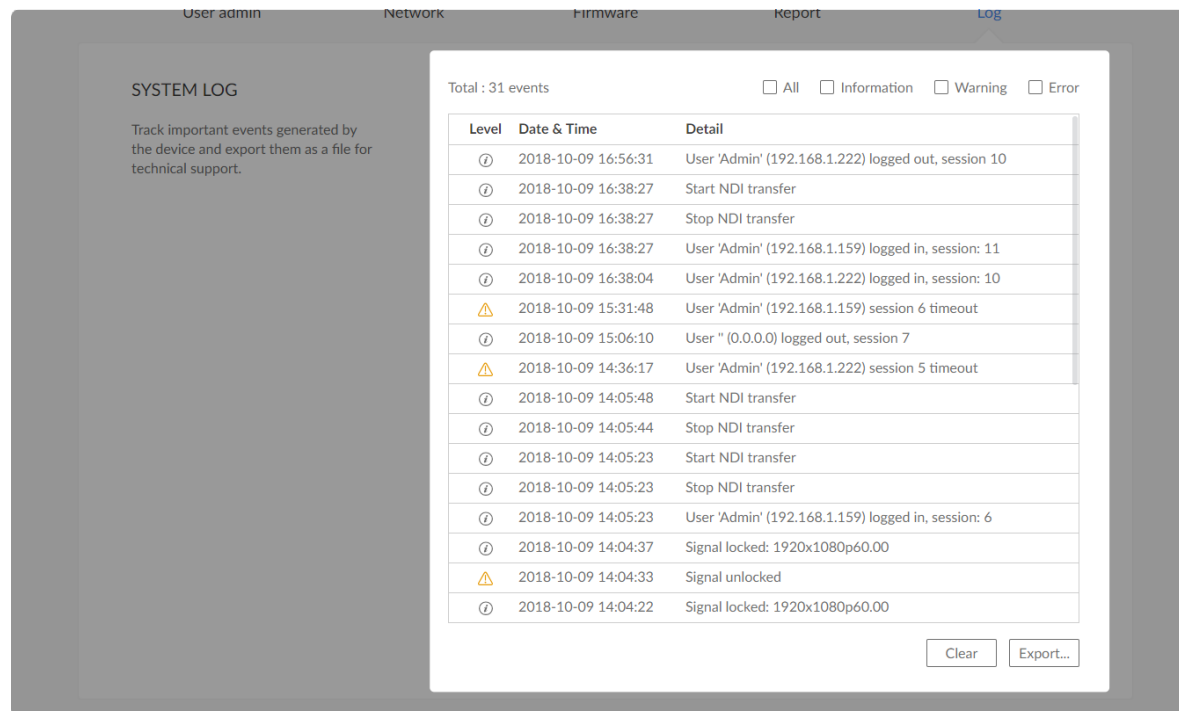 User admin Network Firmware Report Log
SYSTEM LOG
Track important events generated by
the device and export them as a file for
technical support.
Total : 31 events All Information Warning Error
Level Date & Time Detail
2018-10-09 16:56:31 User 'Admin' (192.168.1.222) logged out, session 10
2018-10-09 16:38:27 Start NDI transfer
2018-10-09 16:38:27 Stop NDI transfer
2018-10-09 16:38:27 User 'Admin' (192.168.1.159) logged in, session: 11
2018-10-09 16:38:04 User 'Admin' (192.168.1.222) logged in, session: 10
2018-10-09 15:31:48 User 'Admin' (192.168.1.159) session 6 timeout
2018-10-09 15:06:10 User '' (0.0.0.0) logged out, session 7
2018-10-09 14:36:17 User 'Admin' (192.168.1.222) session 5 timeout
2018-10-09 14:05:48 Start NDI transfer
2018-10-09 14:05:44 Stop NDI transfer
2018-10-09 14:05:23 Start NDI transfer
2018-10-09 14:05:23 Stop NDI transfer
2018-10-09 14:05:23 User 'Admin' (192.168.1.159) logged in, session: 6
2018-10-09 14:04:37 Signal locked: 1920x1080p60.00
2018-10-09 14:04:33 Signal unlocked
2018-10-09 14:04:22 Signal locked: 1920x1080p60.00
Clear Export...